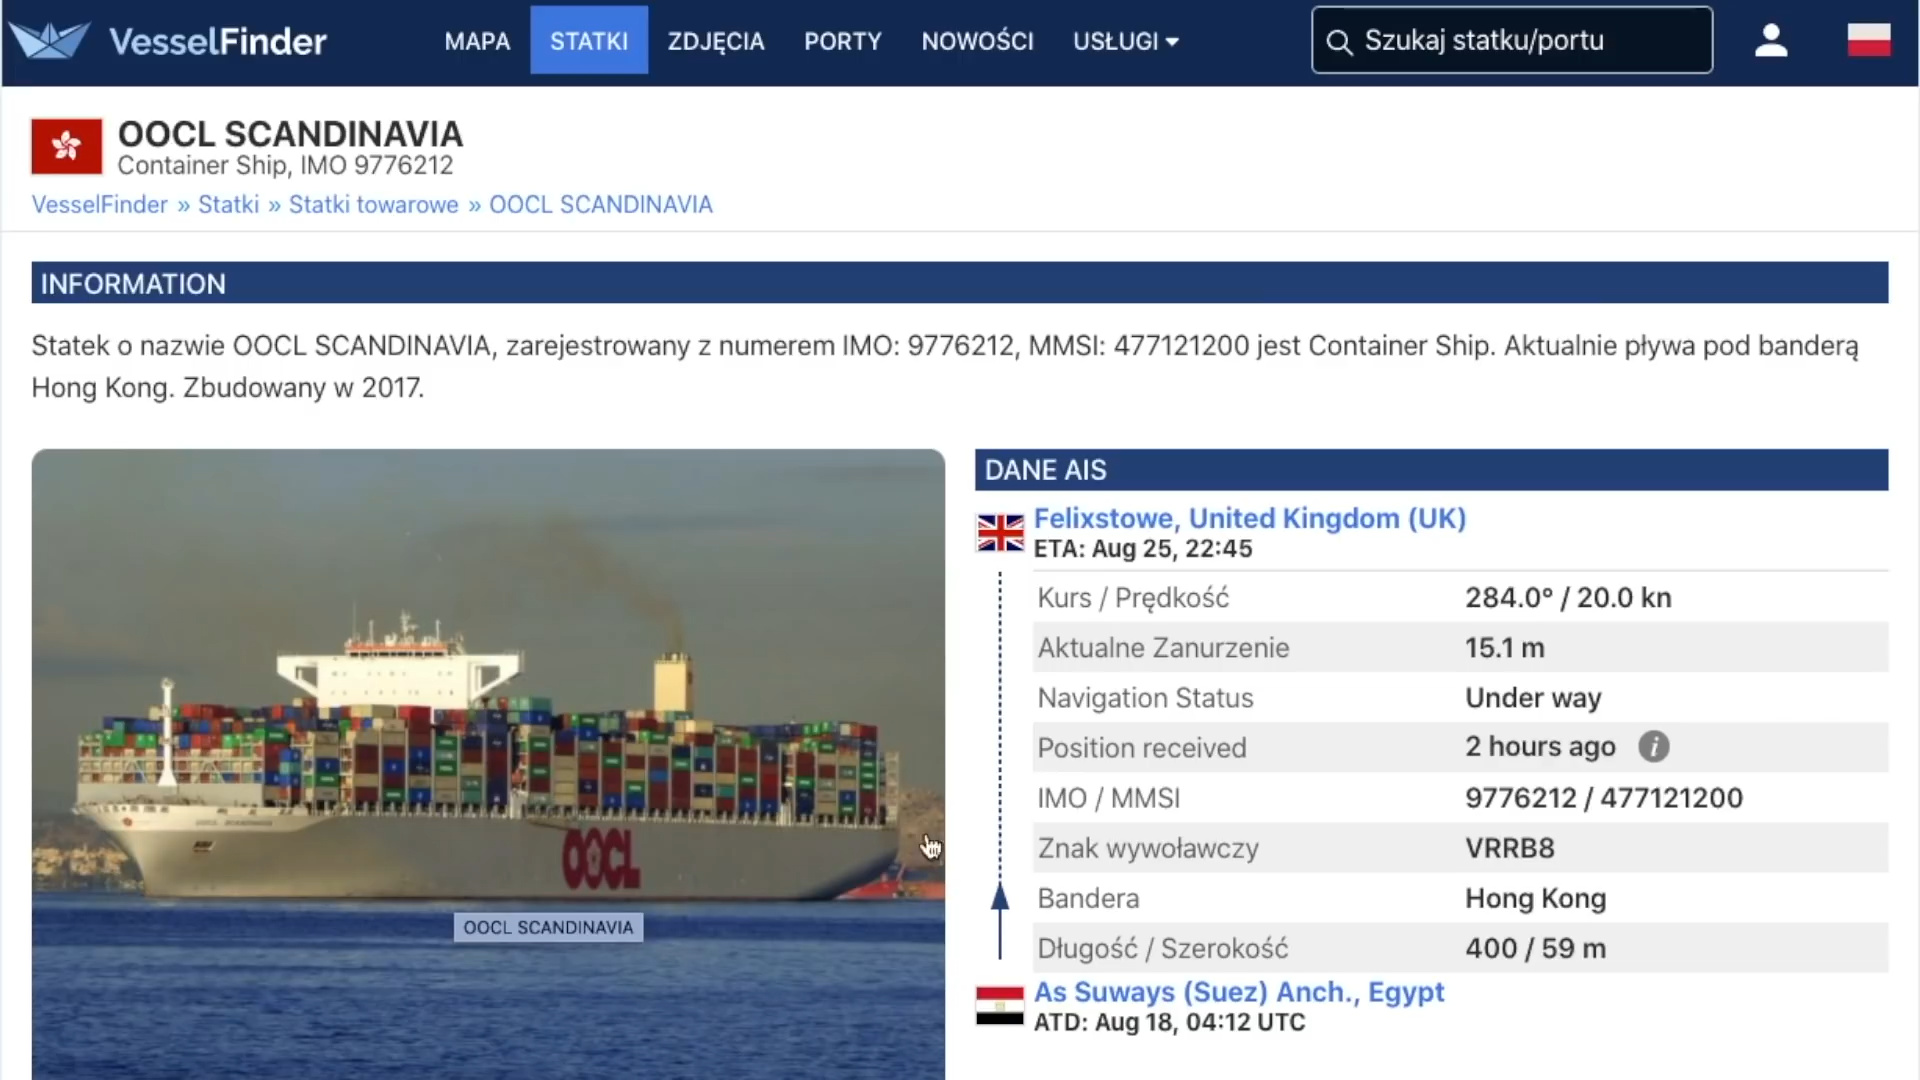 VesselFinder
MAPA STATKI ZDJĘCIA PORTY NOWOŚCI USŁUGI
Szukaj statku/portu
OOCL SCANDINAVIA
Container Ship, IMO 9776212
VesselFinder » Statki » Statki towarowe » OOCL SCANDINAVIA
INFORMATION
Statek o nazwie OOCL SCANDINAVIA, zarejestrowany z numerem IMO: 9776212, MMSI: 477121200 jest Container Ship. Aktualnie pływa pod banderą
Hong Kong. Zbudowany w 2017.
OOCL SCANDINAVIA
OOCL
OOCL SCANDINAVIA
DANE AIS
Felixstowe, United Kingdom (UK)
ETA: Aug 25, 22:45
Kurs / Prędkość 284.0° / 20.0 kn
Aktualne Zanurzenie 15.1 m
Navigation Status Under way
Position received 2 hours ago i
IMO / MMSI 9776212 / 477121200
Znak wywoławczy VRRB8
Bandera Hong Kong
Długość / Szerokość 400 / 59 m
As Suways (Suez) Anch., Egypt
ATD: Aug 18, 04:12 UTC